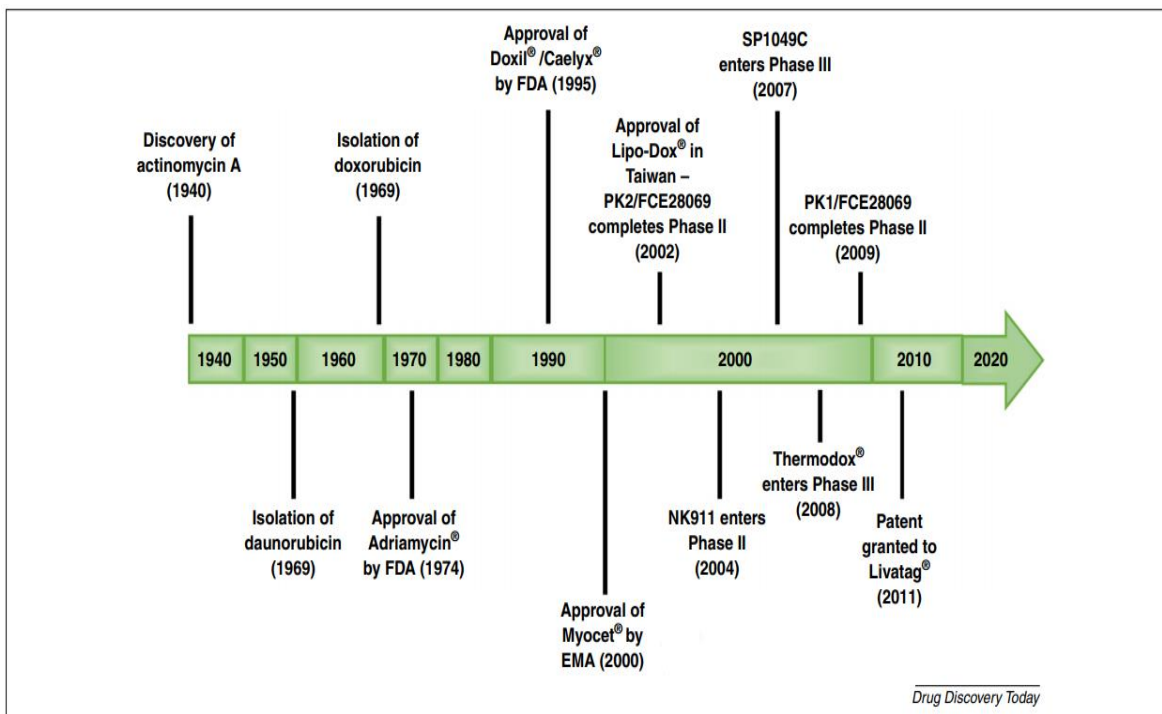 Approval of
Doxil® /Caelyx®
by FDA (1995)
SP1049C
enters Phase III
(2007)
Discovery of
actinomycin A
(1940)
Isolation of
doxorubicin
(1969)
Approval of
Lipo-Dox® in
Taiwan –
PK2/FCE28069
completes Phase II
(2002)
PK1/FCE28069
completes Phase II
(2009)
1940
1950
1960
1970
1980
1990
2000
2010
2020
Isolation of
daunorubicin
(1969)
Approval of
Adriamycin®
by FDA (1974)
Approval of
Myocet® by
EMA (2000)
NK911 enters
Phase II
(2004)
Thermodox®
enters Phase III
(2008)
Patent
granted to
Livatag®
(2011)
Drug Discovery Today